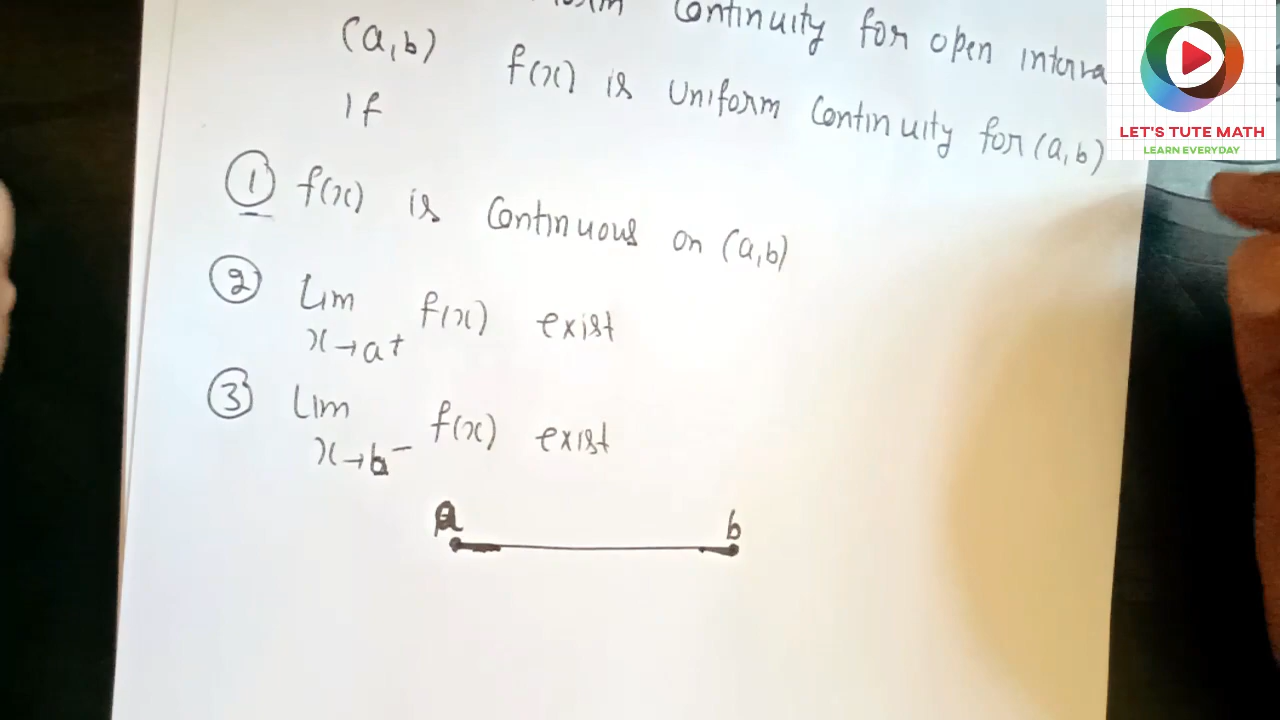 Continuity for open interva
(a,b) f(x) is Uniform Continuity for (a,b)
If
① f(x) is Continuous on (a,b)
② Lim f(x) exist
x→a+
③ Lim f(x) exist
x→b-
a b
LET'S TUTE MATH
LEARN EVERYDAY